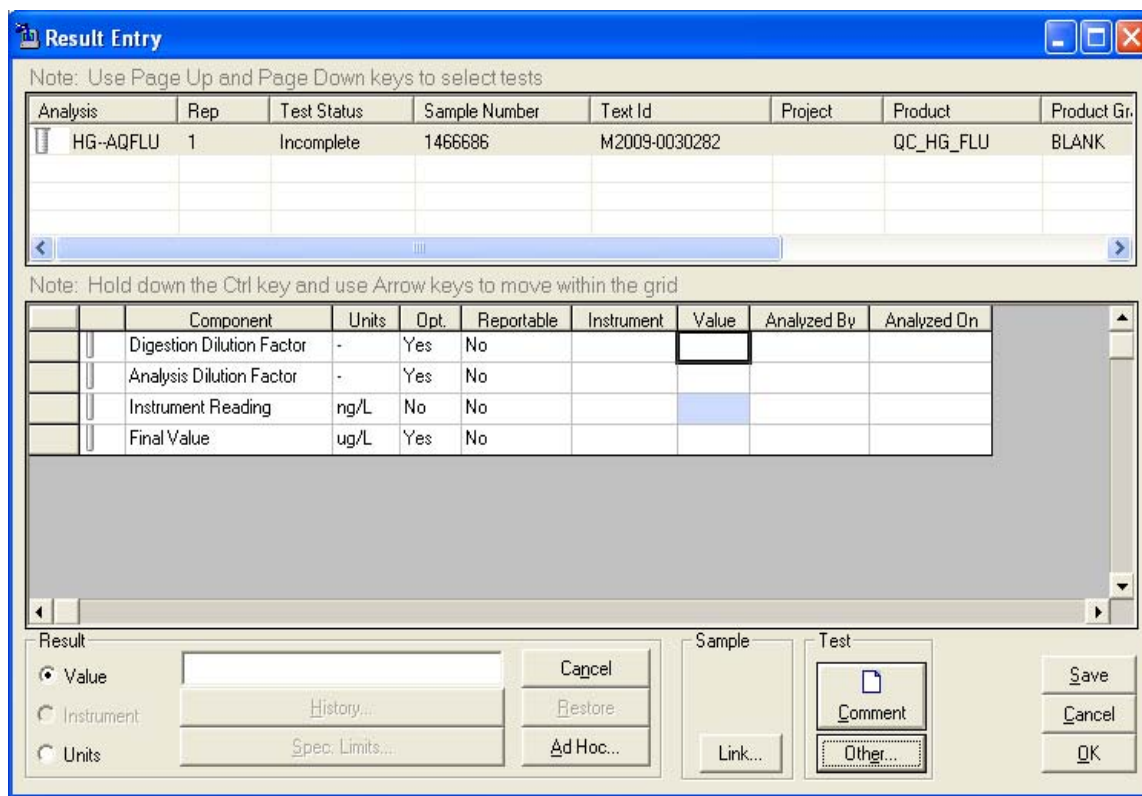 Result Entry
Note: Use Page Up and Page Down keys to select tests
Analysis Rep Test Status Sample Number Text Id Project Product Product Gr.
HG--AQFLU 1 Incomplete 1466686 M2009-0030282 QC_HG_FLU BLANK
Note: Hold down the Ctrl key and use Arrow keys to move within the grid
Component Units Opt. Reportable Instrument Value Analyzed By Analyzed On
Digestion Dilution Factor - Yes No
Analysis Dilution Factor - Yes No
Instrument Reading ng/L No No
Final Value ug/L Yes No
Result Sample Test
Value Cancel Save
Instrument History... Restore Comment Cancel
Units Spec. Limits... Ad Hoc... Link... Other... OK